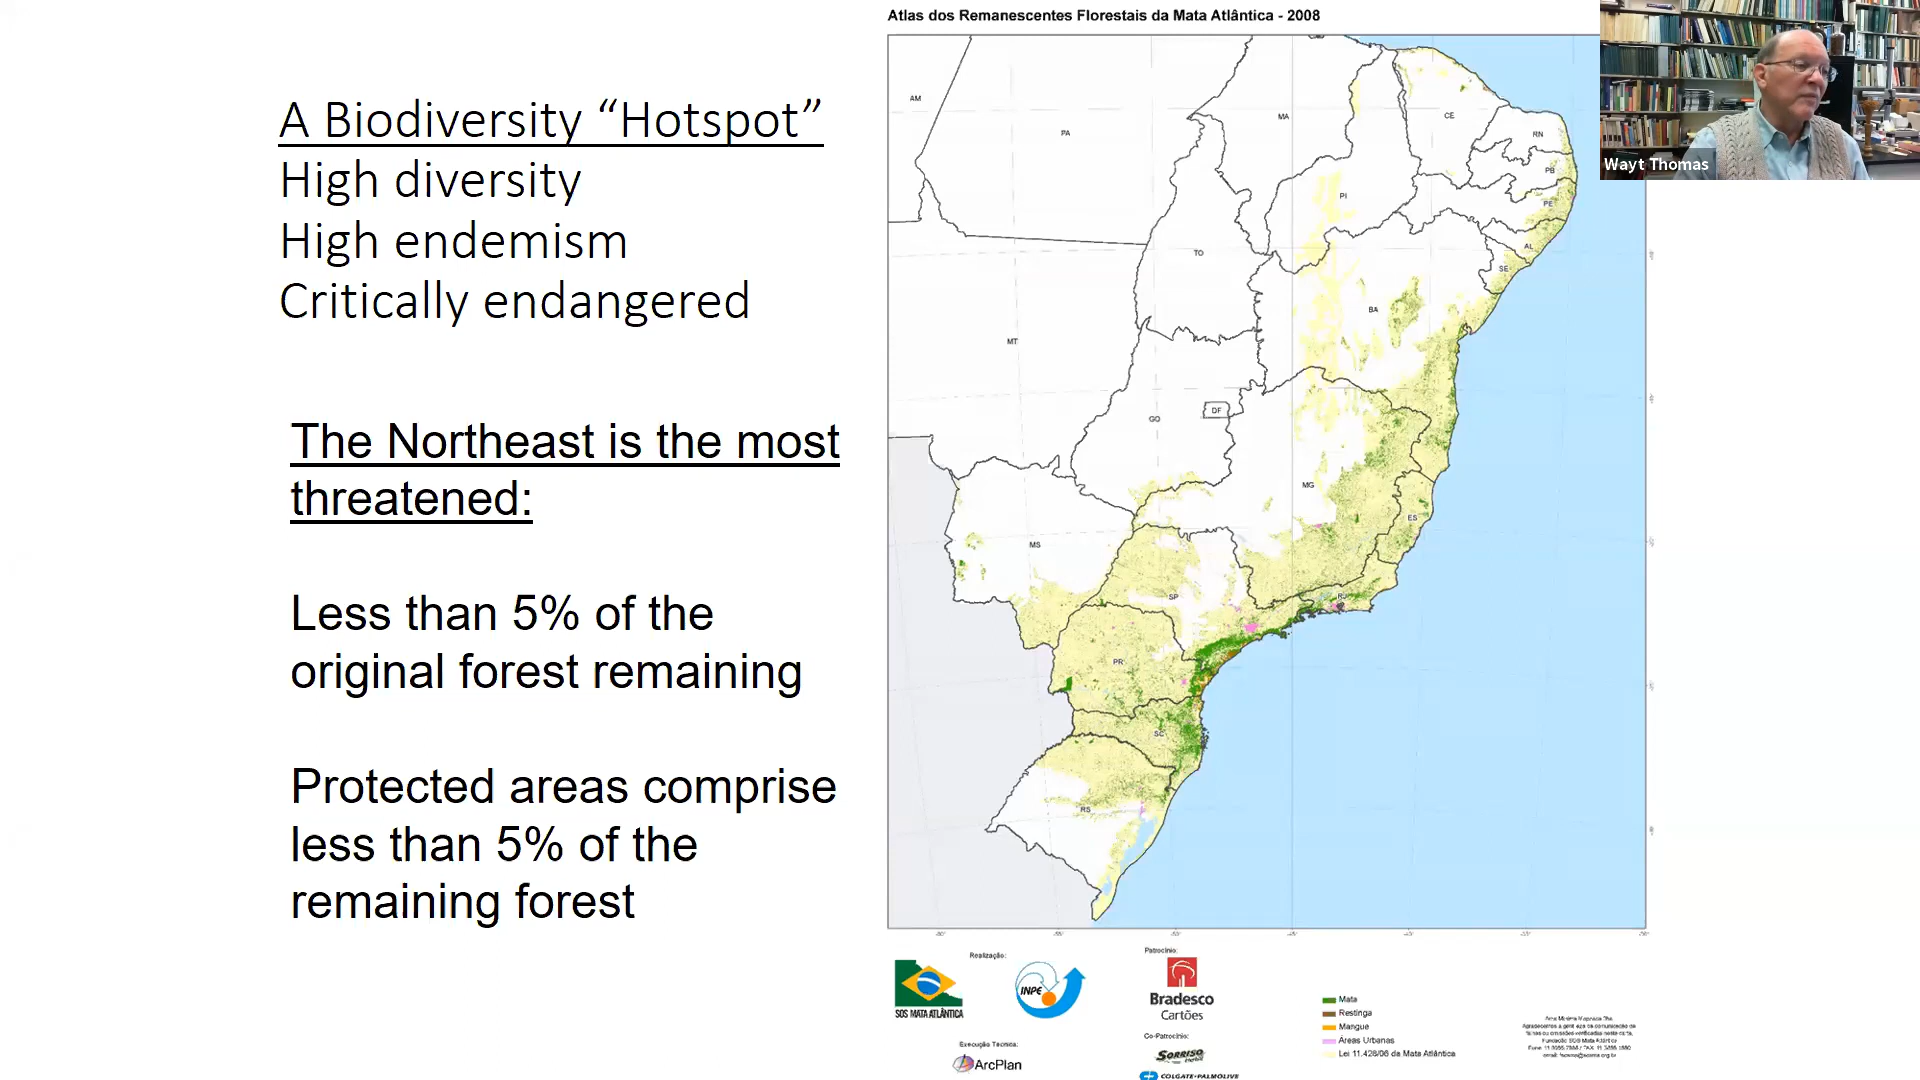 Atlas dos Remanescentes Florestais da Mata Atlântica - 2008
Wayt Thomas
A Biodiversity “Hotspot”
High diversity
High endemism
Critically endangered
The Northeast is the most
threatened:
Less than 5% of the
original forest remaining
Protected areas comprise
less than 5% of the
remaining forest
AM
PA
MA
CE
RN
PB
PE
PI
AL
SE
TO
BA
MT
GO
DF
MG
ES
MS
SP
RJ
PR
SC
RS
Realização:
SOS MATA ATLÂNTICA
INPE
Patrocínio:
Bradesco
Cartões
Co-Patrocínio:
SORRISO
COLGATE-PALMOLIVE
Execução Técnica:
ArcPlan
Mata
Restinga
Mangue
Áreas Urbanas
Lei 11.428/06 da Mata Atlântica